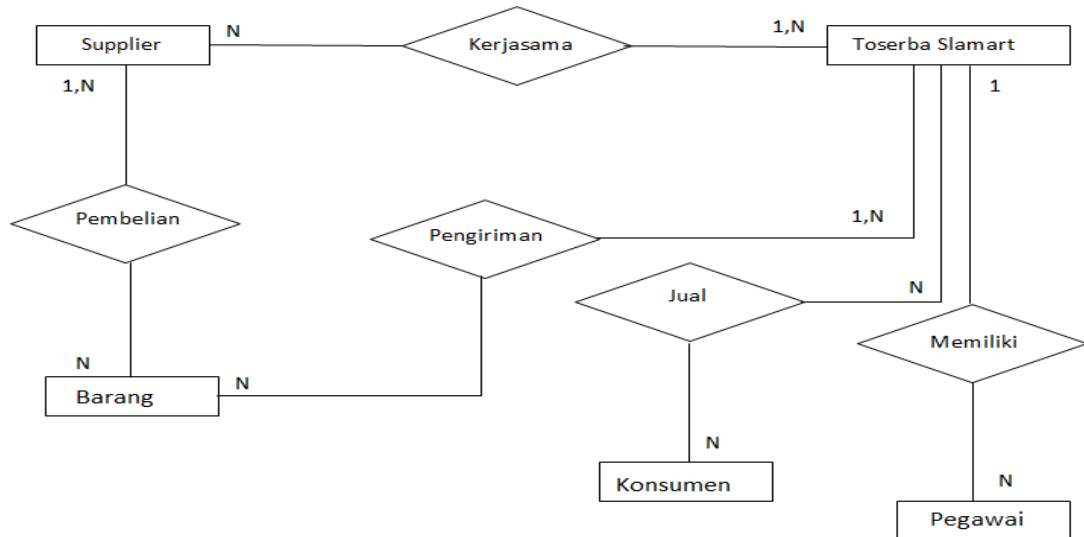 N
1,N
Supplier
Kerjasama
Toserba Slamart
1,N
1
Pembelian
Pengiriman
1,N
Jual
N
Memiliki
N
N
Barang
N
Konsumen
N
Pegawai